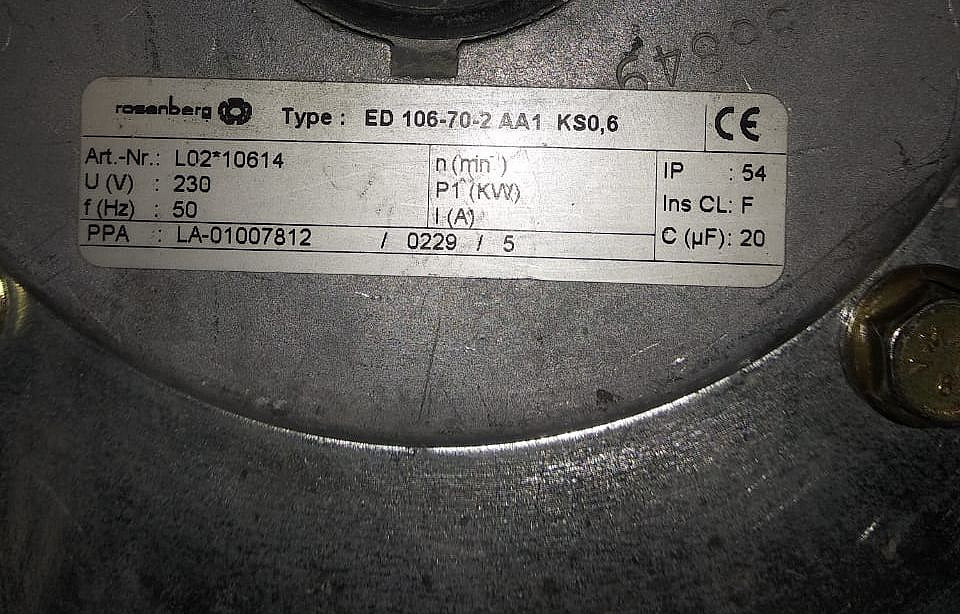 rosenberg Type : ED 106-70-2 AA1 KS0,6 CE
Art.-Nr.: L02*10614
U (V) : 230
f (Hz) : 50
n (min⁻¹)
P1 (KW)
I (A)
IP : 54
Ins CL: F
C (µF): 20
PPA : LA-01007812 / 0229 / 5